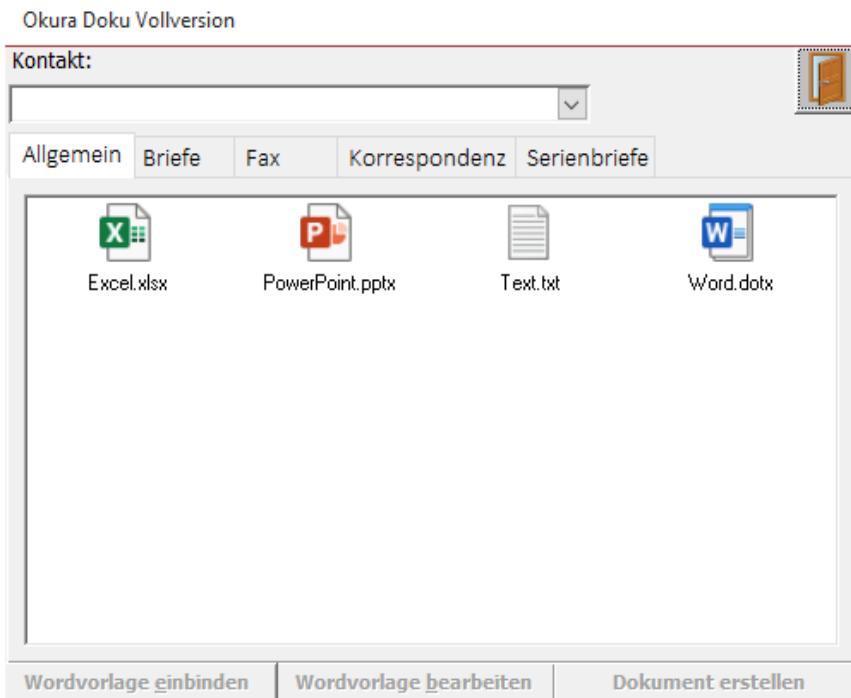 Okura Doku Vollversion
Kontakt:
Allgemein Briefe Fax Korrespondenz Serienbriefe
Excel.xlsx PowerPoint.pptx Text.txt Word.dotx
Wordvorlage einbinden Wordvorlage bearbeiten Dokument erstellen